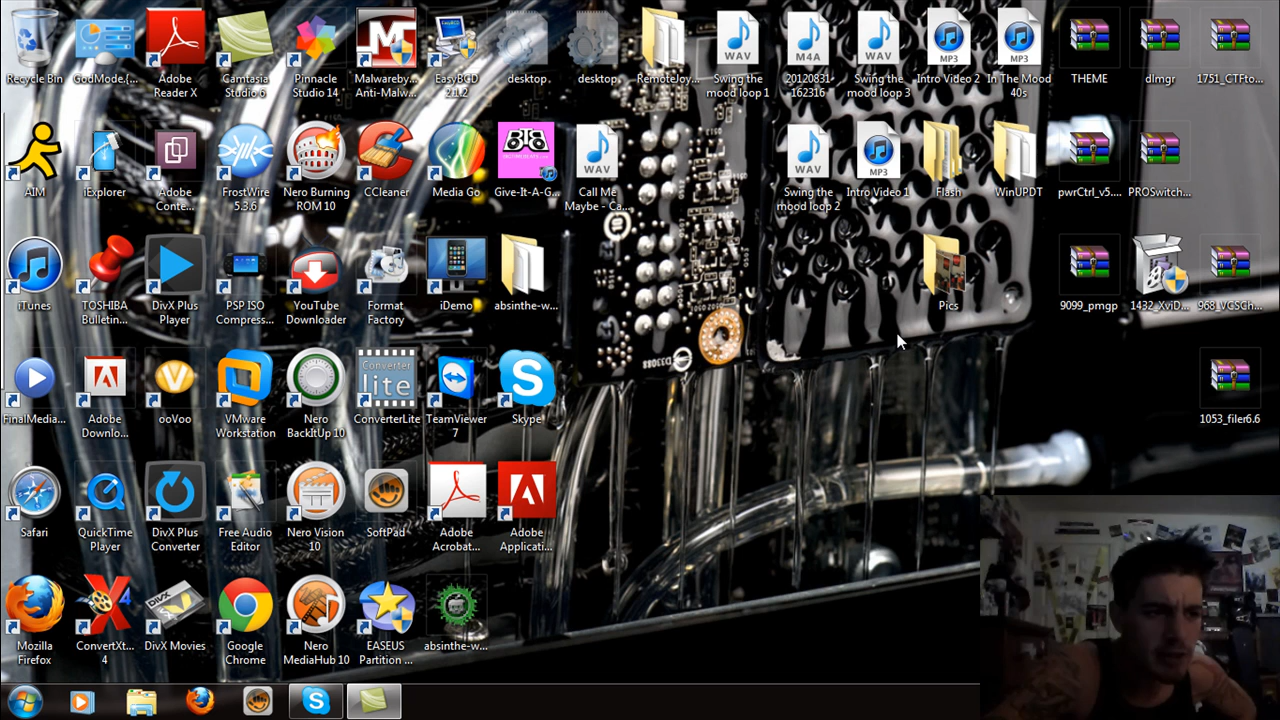 Recycle Bin
GodMode.{...
Adobe
Reader X
Camtasia
Studio 6
Pinnacle
Studio 14
Malwareby...
Anti-Malw...
EasyBCD
2.1.2
desktop
desktop
RemoteJoy...
WAV
Swing the
mood loop 1
M4A
20120831-
162316
WAV
Swing the
mood loop 3
MP3
Intro Video 2
MP3
In The Mood
40s
THEME
dlmgr
1751_CTFto...
AIM
iExplorer
Adobe
Conte...
FrostWire
5.3.6
Nero Burning
ROM 10
CCleaner
Media Go
BTB
Give-It-A-G...
WAV
Call Me
Maybe - Ca...
WAV
Swing the
mood loop 2
MP3
Intro Video 1
Flash
WinUPDT
pwrCtrl_v5....
PROSwitch...
iTunes
TOSHIBA
Bulletin...
DivX Plus
Player
PSP ISO
Compress...
YouTube
Downloader
Format
Factory
iDemo
absinthe-w...
Pics
9099_pmgp
1432_XviD...
968_VGSGh...
FinalMedia...
Adobe
Downlo...
ooVoo
VMware
Workstation
Nero
BackItUp 10
Converter
lite
ConverterLite
TeamViewer
7
Skype
1053_filer6.6
Safari
QuickTime
Player
DivX Plus
Converter
Free Audio
Editor
Nero Vision
10
SoftPad
Adobe
Acrobat...
Adobe
Applicati...
Mozilla
Firefox
ConvertXt...
4
DivX Movies
Google
Chrome
Nero
MediaHub 10
EASEUS
Partition ...
absinthe-w...